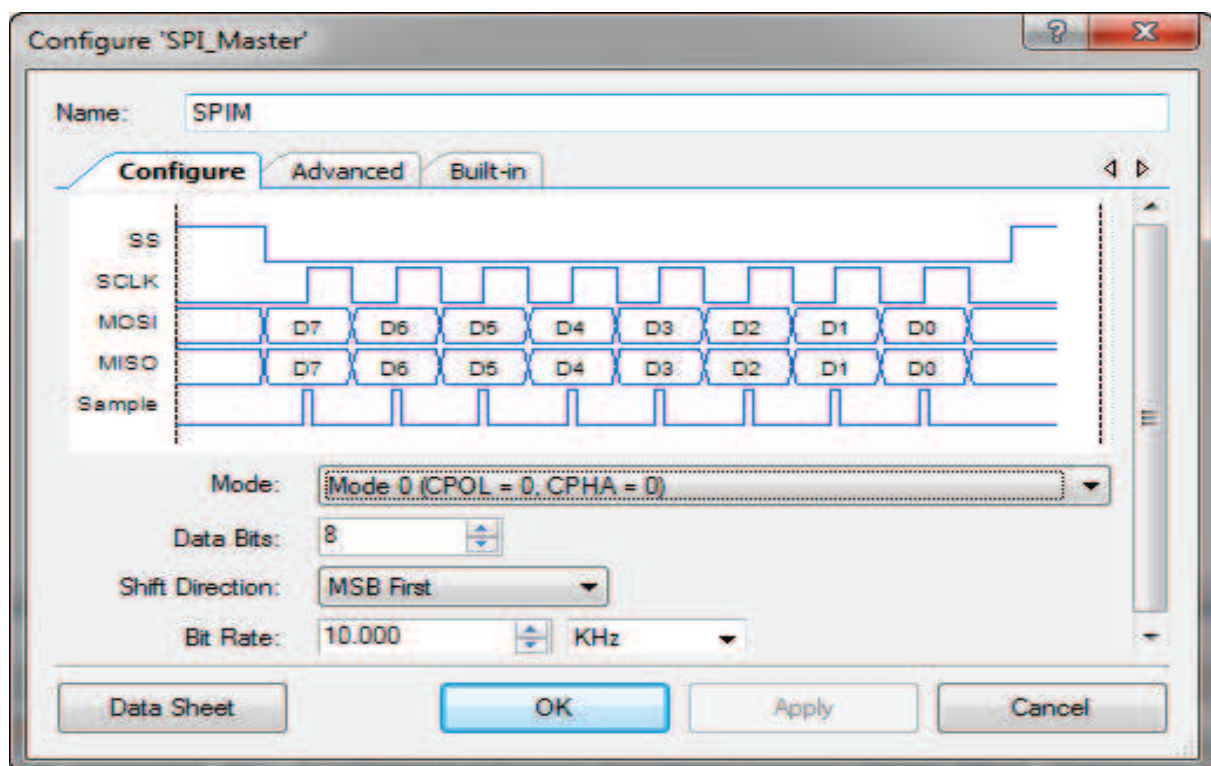 Configure 'SPI_Master'
Name: SPIM
Configure Advanced Built-in
SS
SCLK
MOSI D7 D6 D5 D4 D3 D2 D1 D0
MISO D7 D6 D5 D4 D3 D2 D1 D0
Sample
Mode: Mode 0 (CPOL = 0, CPHA = 0)
Data Bits: 8
Shift Direction: MSB First
Bit Rate: 10.000 KHz
Data Sheet OK Apply Cancel